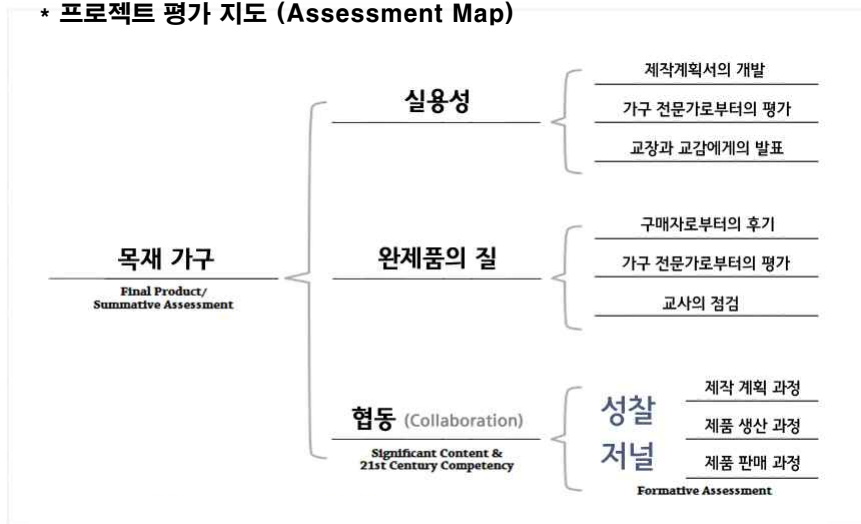 * 프로젝트 평가 지도 (Assessment Map)
목재 가구
Final Product/
Summative Assessment
실용성
제작계획서의 개발
가구 전문가로부터의 평가
교장과 교감에게의 발표
완제품의 질
구매자로부터의 후기
가구 전문가로부터의 평가
교사의 점검
협동 (Collaboration)
Significant Content &
21st Century Competency
성찰
저널
제작 계획 과정
제품 생산 과정
제품 판매 과정
Formative Assessment